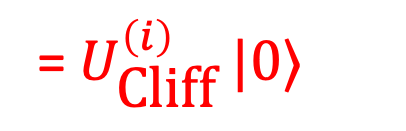 = U_Cliff^(i) |0⟩